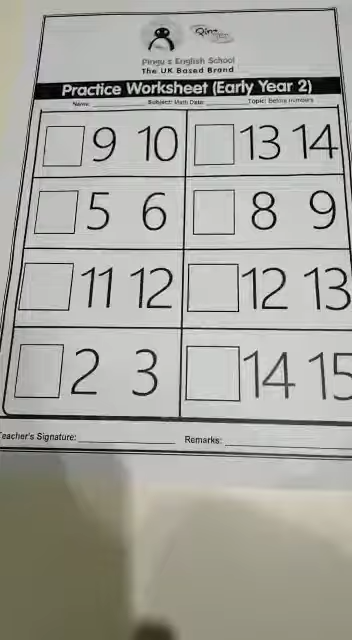 Pingu's English School
The UK Based Brand
Practice Worksheet (Early Year 2)
Name: Subject: Math Date: Topic: Before numbers
9 10 13 14
5 6 8 9
11 12 12 13
2 3 14 15
Teacher's Signature: Remarks: